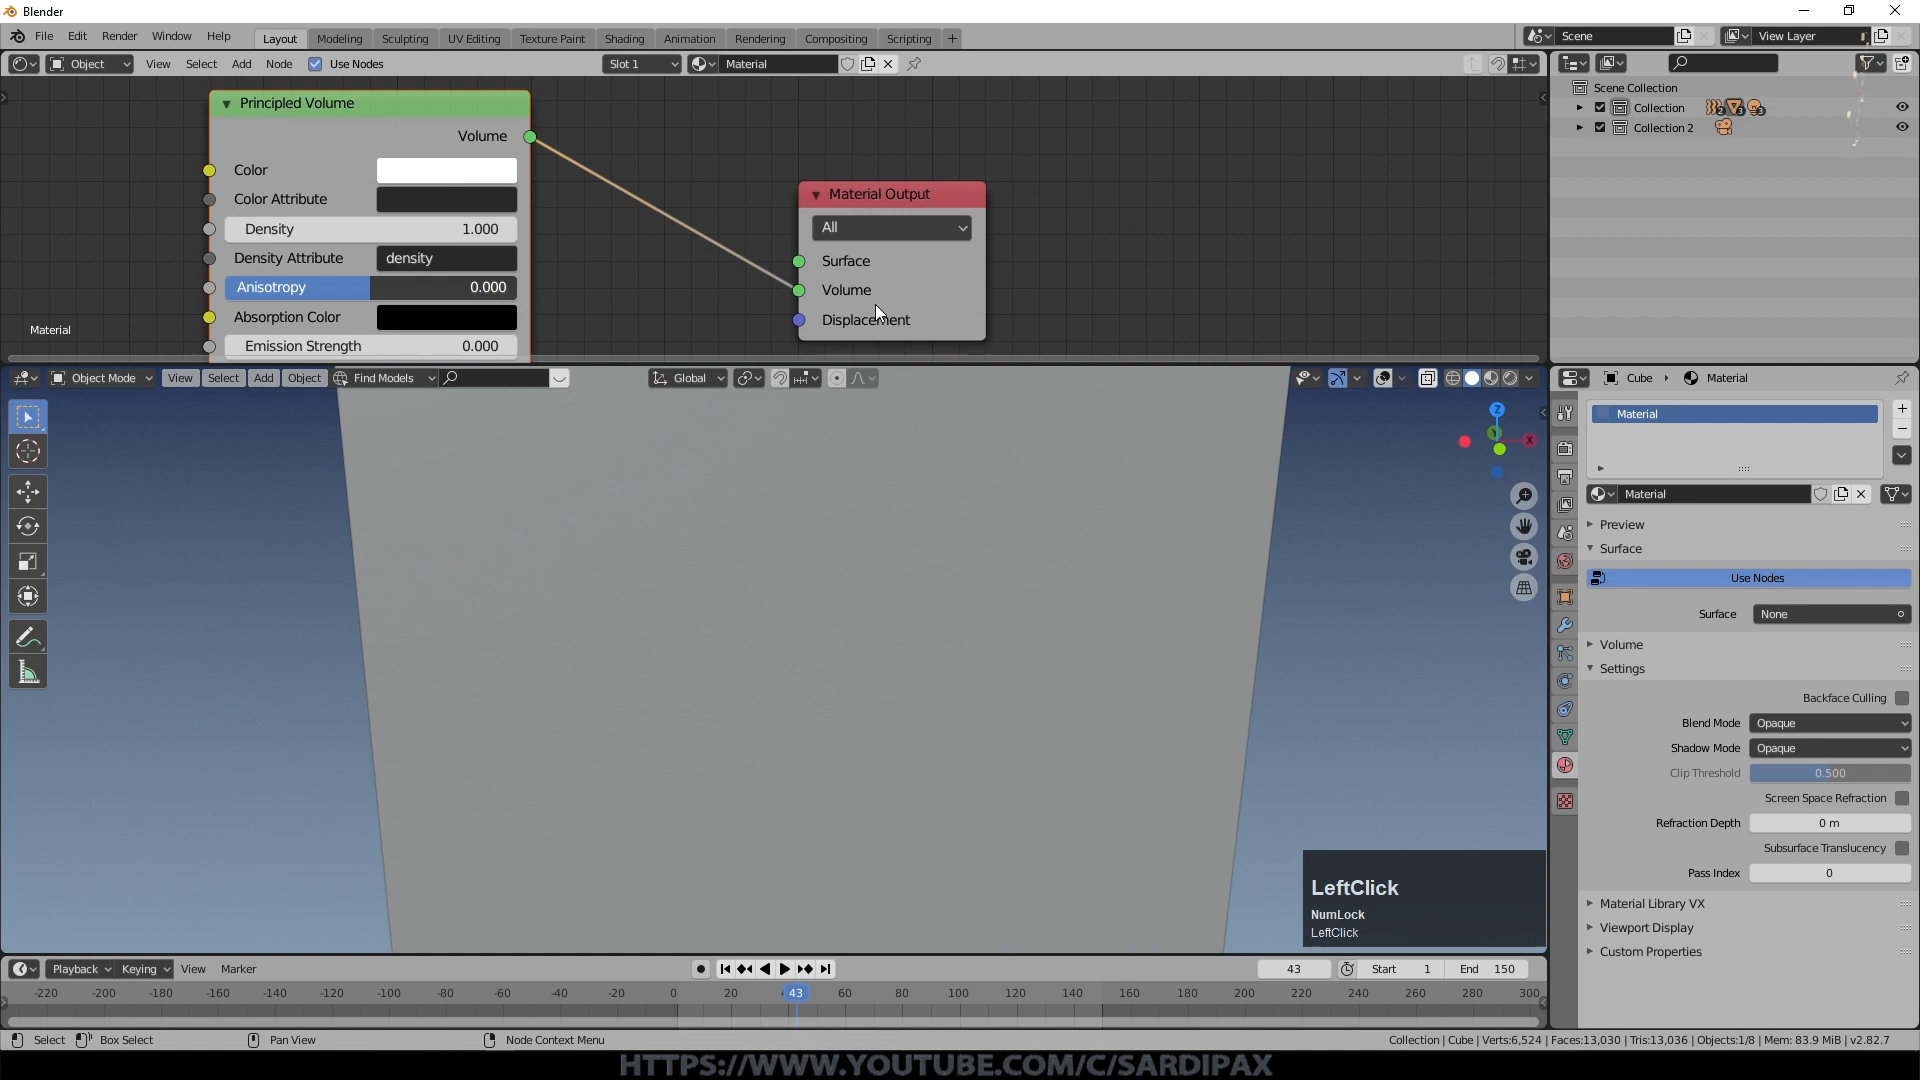 Blender
File Edit Render Window Help Layout Modeling Sculpting UV Editing Texture Paint Shading Animation Rendering Compositing Scripting + Scene View Layer
Object View Select Add Node Use Nodes Slot 1 Material
Principled Volume
Volume
Color
Color Attribute
Density 1.000
Density Attribute density
Anisotropy 0.000
Absorption Color
Emission Strength 0.000
Material Output
All
Surface
Volume
Displacement
Material
Scene Collection
Collection 2 3 3
Collection 2
Object Mode View Select Add Object Find Models Global
Z
Y
X
Cube Material
Material
Material
Preview
Surface
Use Nodes
Surface None
Volume
Settings
Backface Culling
Blend Mode Opaque
Shadow Mode Opaque
Clip Threshold 0.500
Screen Space Refraction
Refraction Depth 0 m
Subsurface Translucency
Pass Index 0
Material Library VX
Viewport Display
Custom Properties
LeftClick
NumLock
LeftClick
Playback Keying View Marker 43 Start 1 End 150
-220 -200 -180 -160 -140 -120 -100 -80 -60 -40 -20 0 20 43 60 80 100 120 140 160 180 200 220 240 260 280 300
Select Box Select Pan View Node Context Menu Collection | Cube | Verts:6,524 | Faces:13,030 | Tris:13,036 | Objects:1/8 | Mem: 83.9 MiB | v2.82.7
HTTPS://WWW.YOUTUBE.COM/C/SARDIPAX